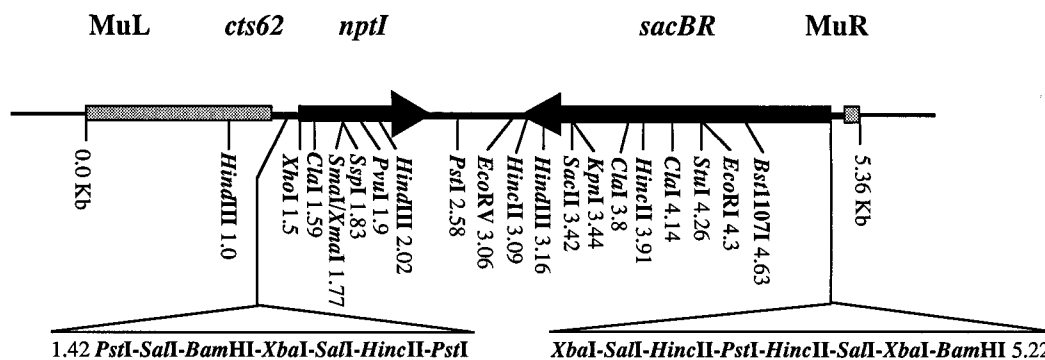 MuL cts62 nptI sacBR MuR
0.0 Kb
HindIII 1.0
XhoI 1.5
ClaI 1.59
SmaI/XmaI 1.77
SspI 1.83
PvuI 1.9
HindIII 2.02
PstI 2.58
EcoRV 3.06
HincII 3.09
HindIII 3.16
SacII 3.42
KpnI 3.44
ClaI 3.8
HincII 3.91
ClaI 4.14
StuI 4.26
EcoRI 4.3
Bst1107I 4.63
5.36 Kb
1.42 PstI-SalI-BamHI-XbaI-SalI-HincII-PstI
XbaI-SalI-HincII-PstI-HincII-SalI-XbaI-BamHI 5.22